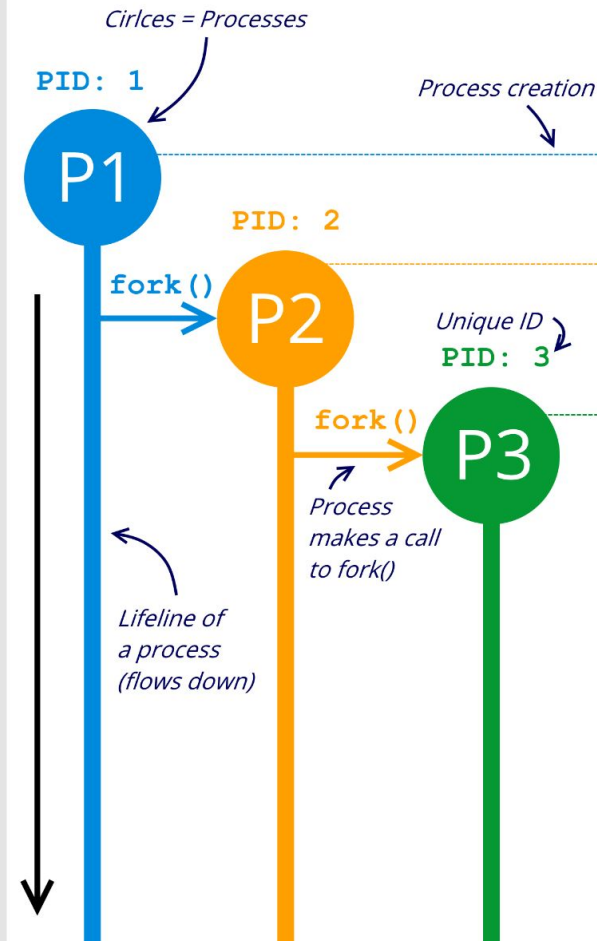 Cirlces = Processes
PID: 1
Process creation
P1
PID: 2
fork()
P2
Unique ID
PID: 3
fork()
P3
Process
makes a call
to fork()
Lifeline of
a process
(flows down)